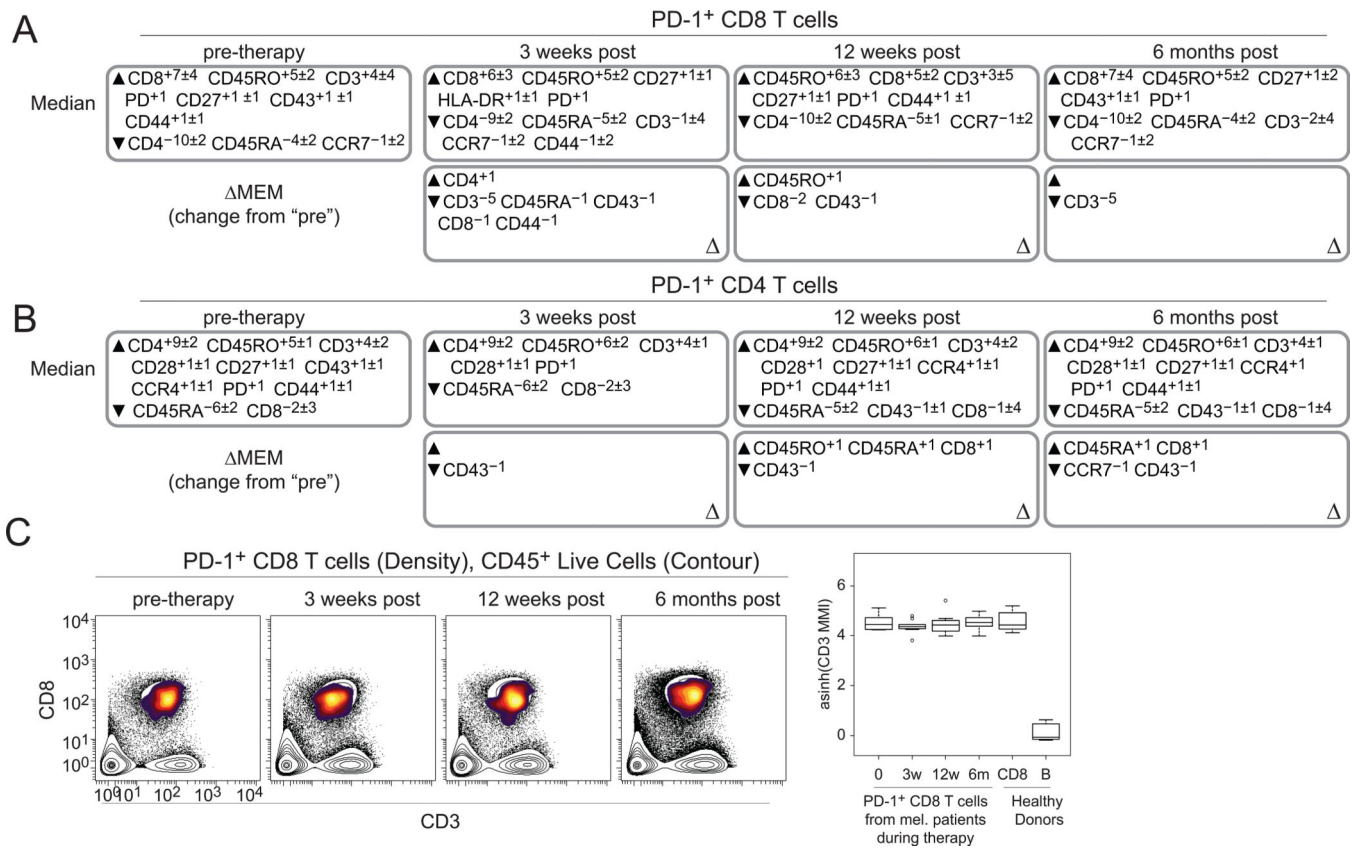 A
PD-1+ CD8 T cells
pre-therapy 3 weeks post 12 weeks post 6 months post
Median
▲CD8+7±4 CD45RO+5±2 CD3+4±4
PD+1 CD27+1 ±1 CD43+1 ±1
CD44+1±1
▼CD4−10±2 CD45RA−4±2 CCR7−1±2
▲CD8+6±3 CD45RO+5±2 CD27+1±1
HLA-DR+1±1 PD+1
▼CD4−9±2 CD45RA−5±2 CD3−1±4
CCR7−1±2 CD44−1±2
▲CD45RO+6±3 CD8+5±2 CD3+3±5
CD27+1±1 PD+1 CD44+1 ±1
▼CD4−10±2 CD45RA−5±1 CCR7−1±2
▲CD8+7±4 CD45RO+5±2 CD27+1±2
CD43+1±1 PD+1
▼CD4−10±2 CD45RA−4±2 CD3−2±4
CCR7−1±2
ΔMEM
(change from “pre”)
▲CD4+1
▼CD3−5 CD45RA−1 CD43−1
CD8−1 CD44−1
Δ
▲CD45RO+1
▼CD8−2 CD43−1
Δ
▲
▼CD3−5
Δ
PD-1+ CD4 T cells
B
pre-therapy 3 weeks post 12 weeks post 6 months post
Median
▲CD4+9±2 CD45RO+5±1 CD3+4±2
CD28+1±1 CD27+1±1 CD43+1±1
CCR4+1±1 PD+1 CD44+1±1
▼ CD45RA−6±2 CD8−2±3
▲CD4+9±2 CD45RO+6±2 CD3+4±1
CD28+1±1 PD+1
▼CD45RA−6±2 CD8−2±3
▲CD4+9±2 CD45RO+6±1 CD3+4±2
CD28+1 CD27+1±1 CCR4+1±1
PD+1 CD44+1±1
▼CD45RA−5±2 CD43−1±1 CD8−1±4
▲CD4+9±2 CD45RO+6±1 CD3+4±1
CD28+1±1 CD27+1±1 CCR4+1
PD+1 CD44+1±1
▼CD45RA−5±2 CD43−1±1 CD8−1±4
ΔMEM
(change from “pre”)
▲
▼CD43−1
Δ
▲CD45RO+1 CD45RA+1 CD8+1
▼CD43−1
Δ
▲CD45RA+1 CD8+1
▼CCR7−1 CD43−1
Δ
C
PD-1+ CD8 T cells (Density), CD45+ Live Cells (Contour)
pre-therapy 3 weeks post 12 weeks post 6 months post
CD8
104
103
102
101
100
100 101 102 103 104
CD3
asinh(CD3 MMI)
6
4
2
0
0 3w 12w 6m CD8 B
PD-1+ CD8 T cells
from mel. patients
during therapy
Healthy
Donors